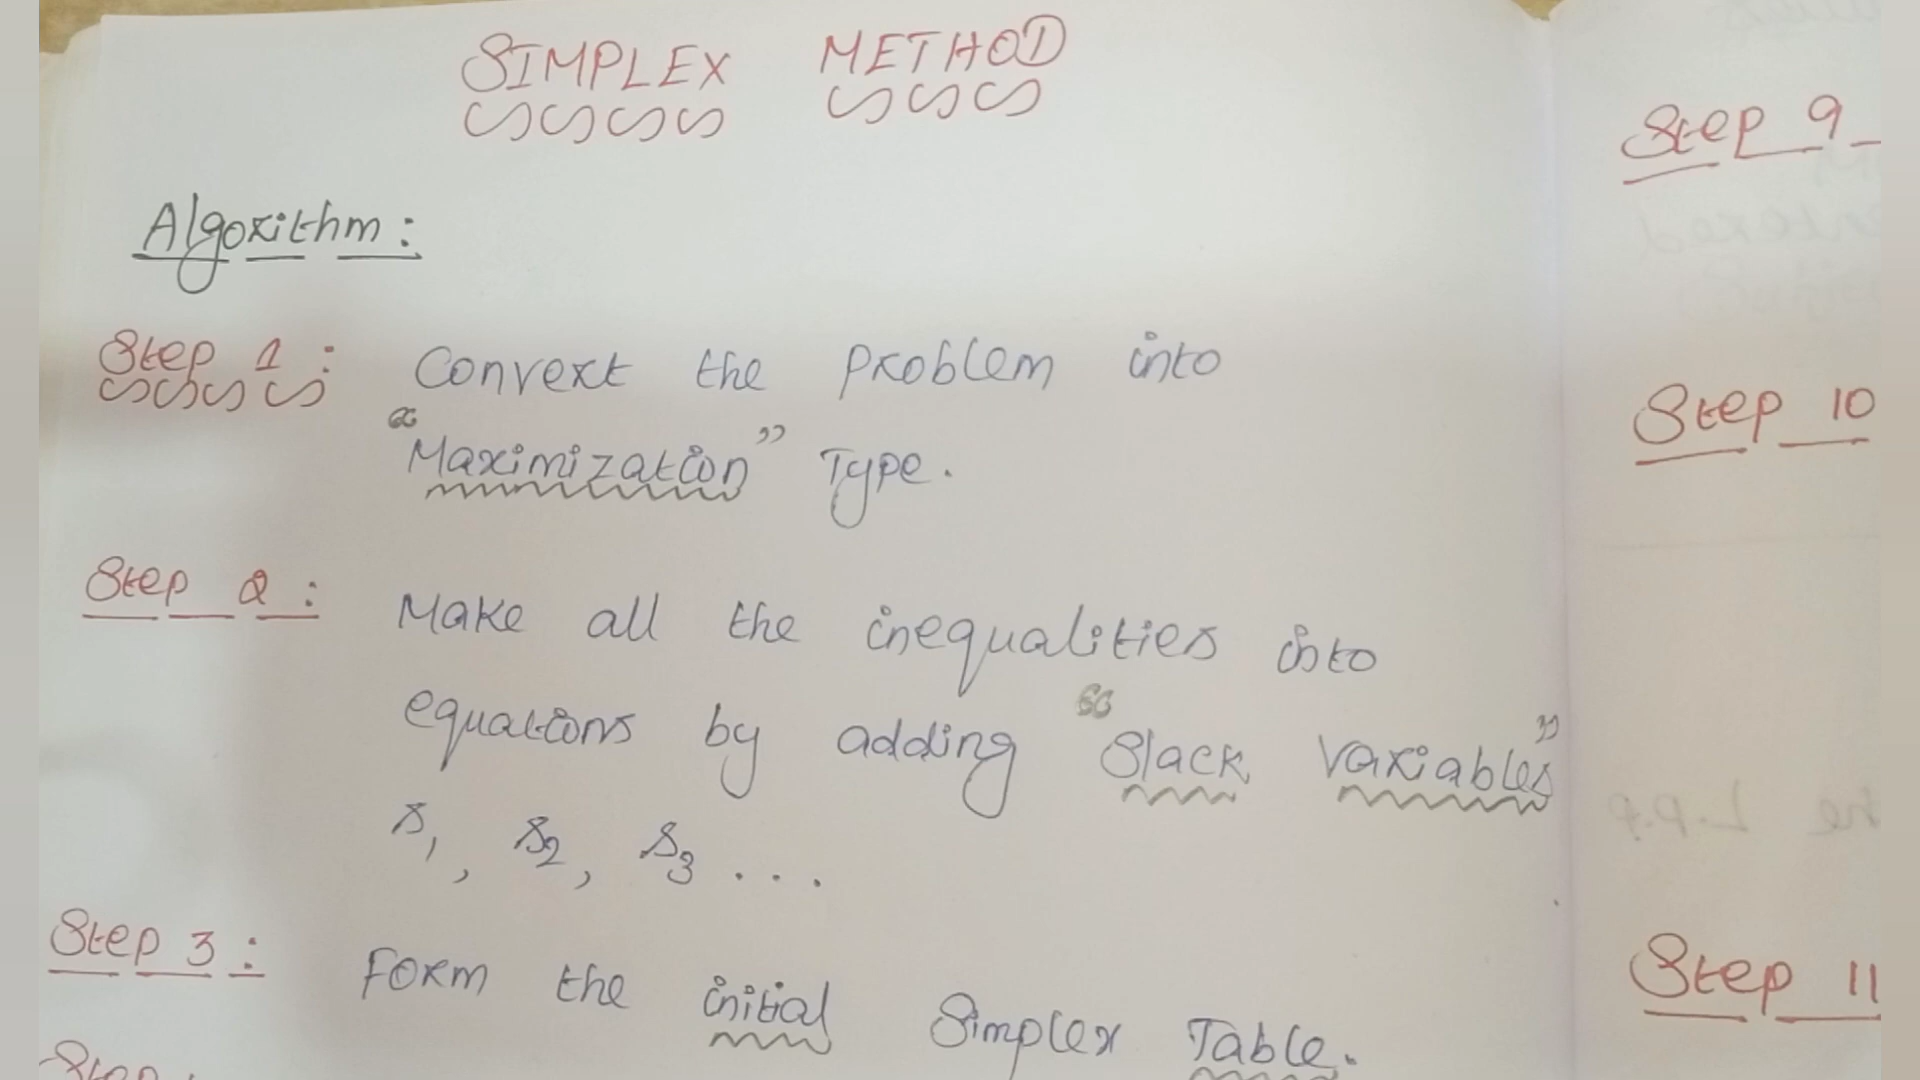 SIMPLEX METHOD
Algorithm:
Step 1: Convert the problem into
"Maximization" Type.
Step 2: Make all the inequalities into
equations by adding "Slack Variables"
s1, s2, s3 ...
Step 3: Form the initial Simplex Table.
Step
Step 9
Step 10
Step 11